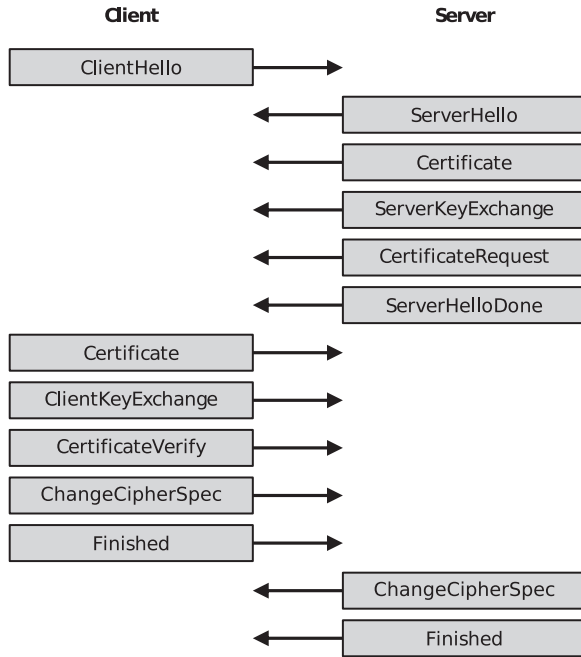 Client Server
ClientHello
ServerHello
Certificate
ServerKeyExchange
CertificateRequest
ServerHelloDone
Certificate
ClientKeyExchange
CertificateVerify
ChangeCipherSpec
Finished
ChangeCipherSpec
Finished